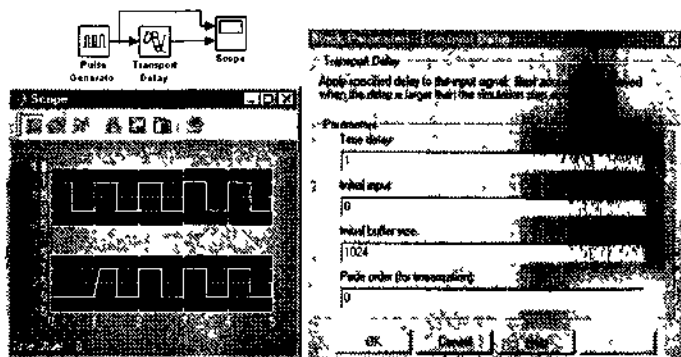 Pulse
Generato
Transport
Delay
Scope
Scope
Transport Delay
Apply specified delay to the input signal.
when the delay is larger than the simulation step
Parameters
Time delay:
1
Initial input:
0
Initial buffer size:
1024
Pade order (for linearization):
0
OK
Cancel